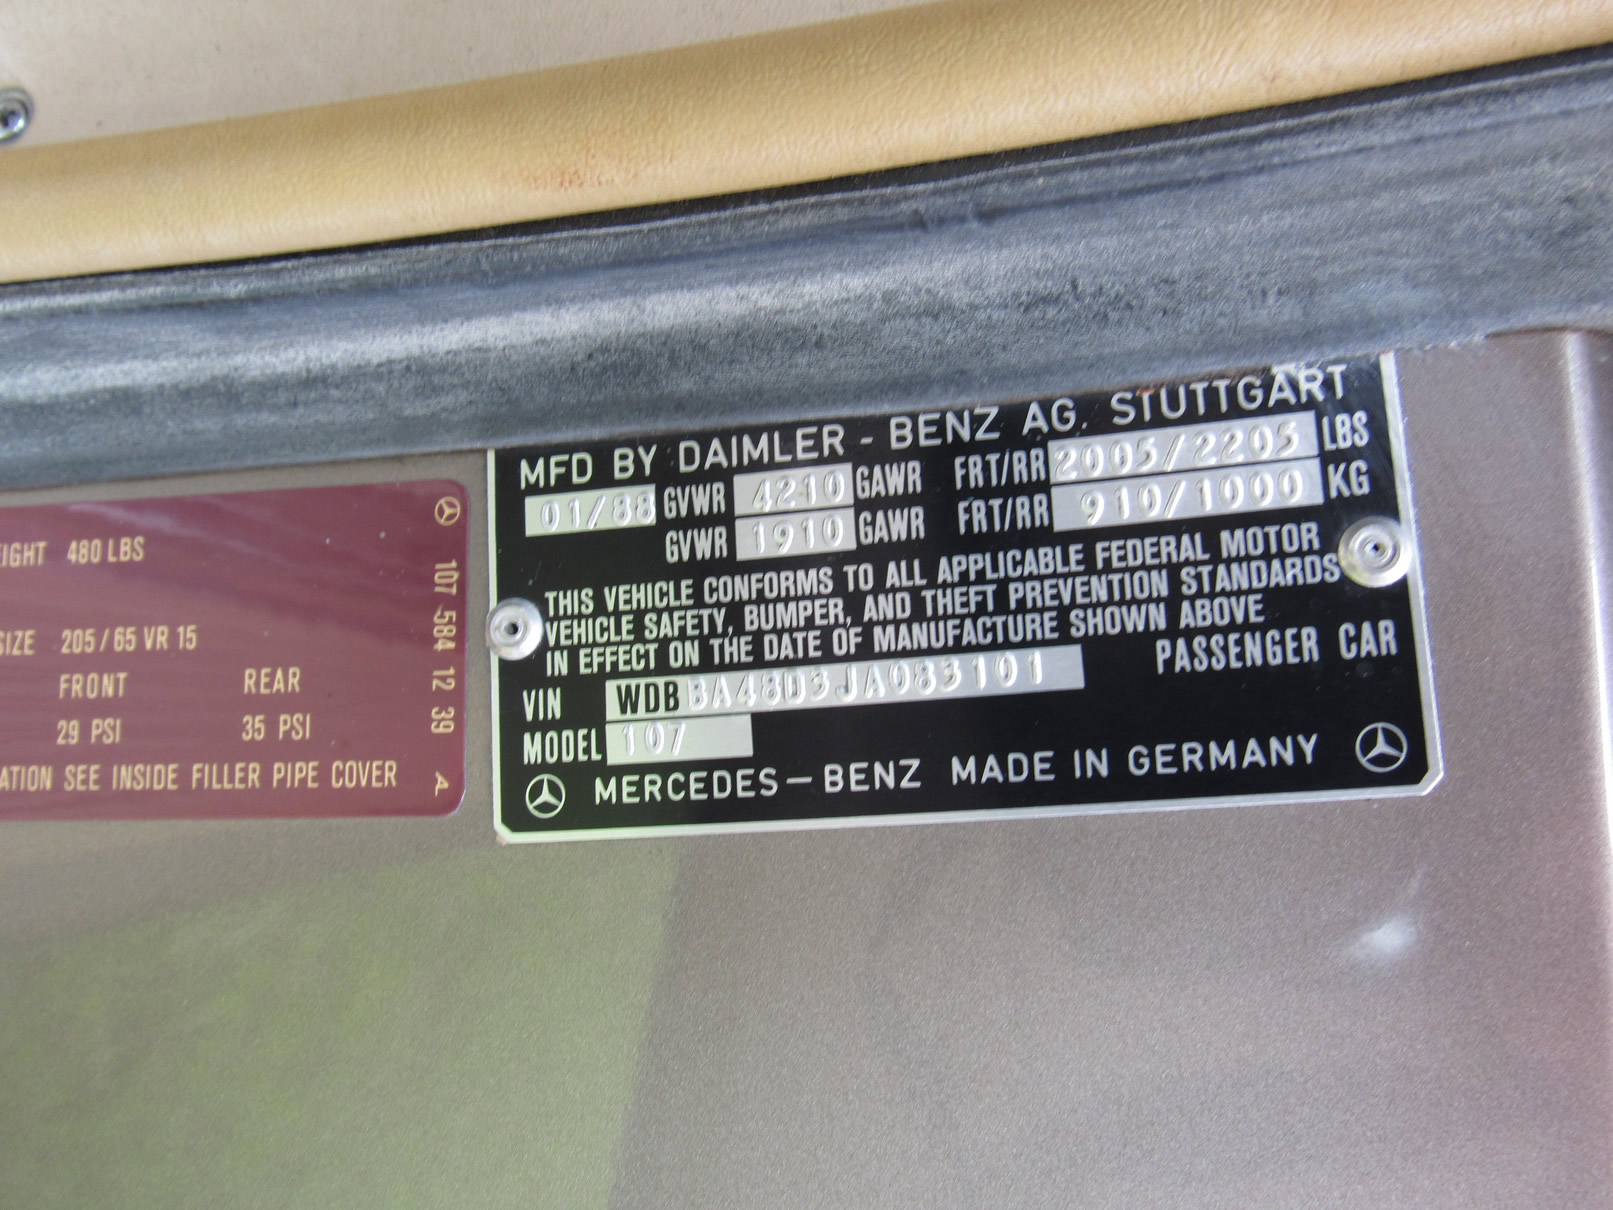 MFD BY DAIMLER - BENZ AG. STUTTGART
01/88 GVWR 4210 GAWR FRT/RR 2005/2205 LBS
GVWR 1910 GAWR FRT/RR 910/1000 KG
THIS VEHICLE CONFORMS TO ALL APPLICABLE FEDERAL MOTOR
VEHICLE SAFETY, BUMPER, AND THEFT PREVENTION STANDARDS
IN EFFECT ON THE DATE OF MANUFACTURE SHOWN ABOVE
VIN WDBBA48D3JA083101 PASSENGER CAR
MODEL 107
MERCEDES-BENZ MADE IN GERMANY
EIGHT 480 LBS
SIZE 205/65 VR 15
FRONT REAR
29 PSI 35 PSI
ATION SEE INSIDE FILLER PIPE COVER
107 584 12 39 A